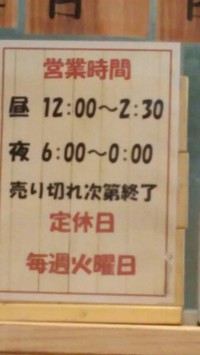 営業時間
昼 12:00～2:30
夜 6:00～0:00
売り切れ次第終了
定休日
毎週火曜日